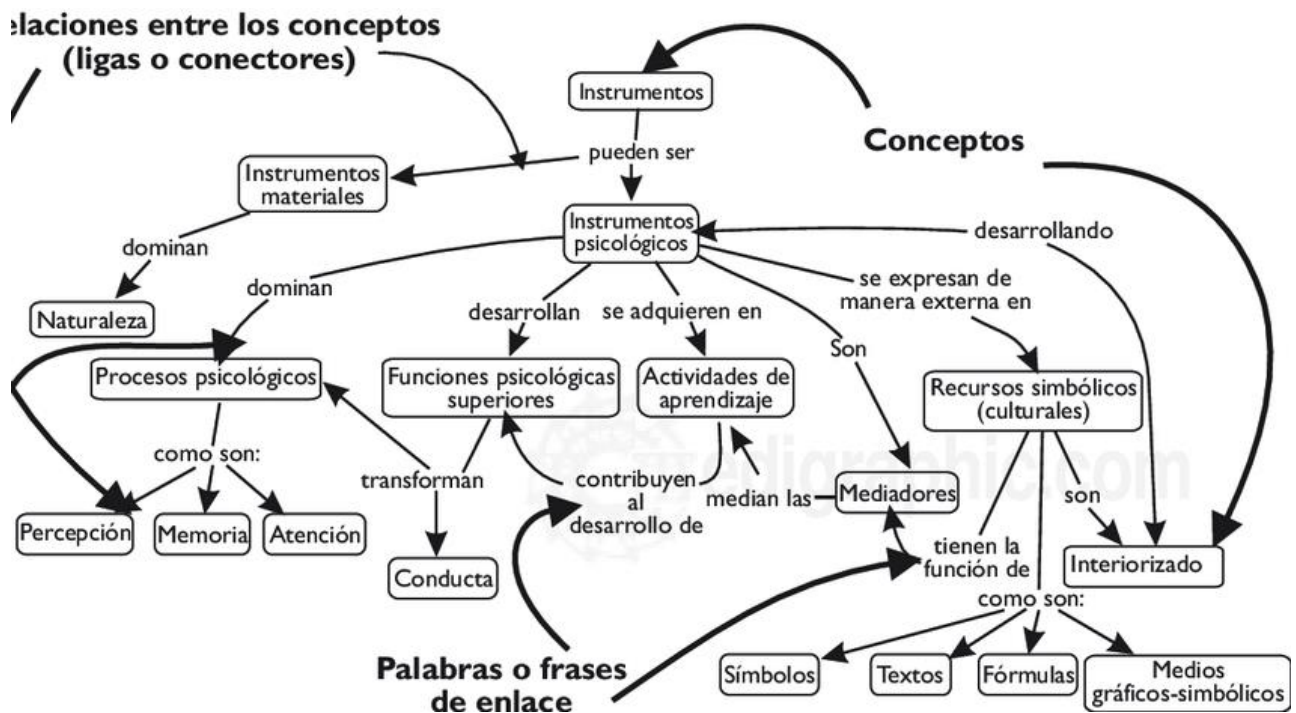 elaciones entre los conceptos
(ligas o conectores)
Instrumentos
Conceptos
pueden ser
Instrumentos
materiales
Instrumentos
psicológicos
desarrollando
dominan
dominan
se expresan de
manera externa en
Naturaleza
desarrollan
se adquieren en
Son
Procesos psicológicos
Funciones psicológicas
superiores
Actividades de
aprendizaje
Recursos simbólicos
(culturales)
como son:
transforman
contribuyen
al
desarrollo de
median las
Mediadores
son
edigraphic.com
Percepción
Memoria
Atención
tienen la
función de
Interiorizado
Conducta
como son:
Palabras o frases
de enlace
Símbolos
Textos
Fórmulas
Medios
gráficos-simbólicos